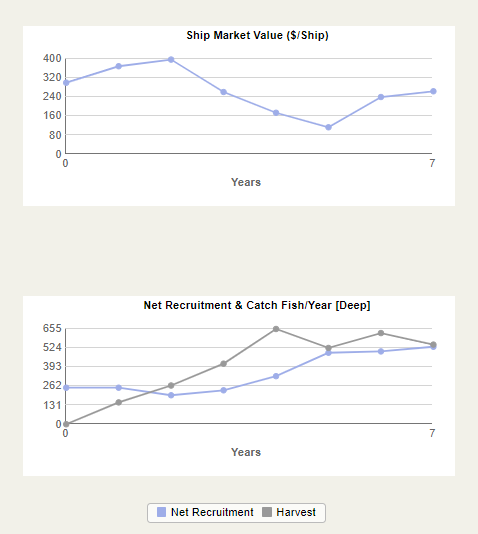 Ship Market Value ($/Ship)
400
320
240
160
80
0
0 7
Years
Net Recruitment & Catch Fish/Year [Deep]
655
524
393
262
131
0
0 7
Years
Net Recruitment Harvest